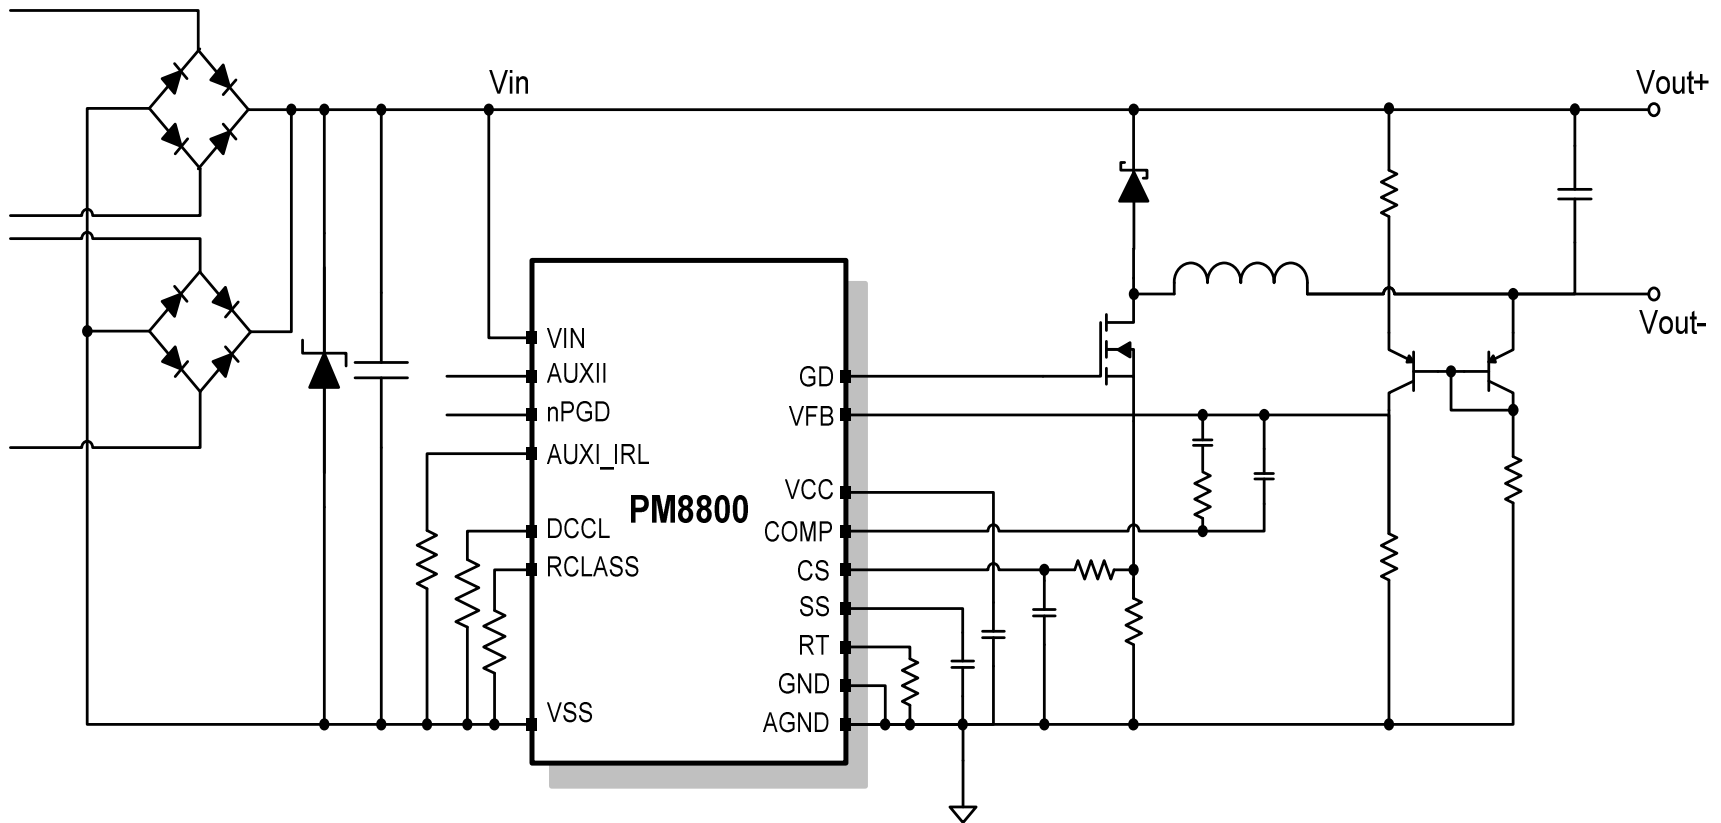 Vin
Vout+
Vout-
VIN
AUXII
nPGD
AUXI_IRL
DCCL
RCLASS
VSS
PM8800
GD
VFB
VCC
COMP
CS
SS
RT
GND
AGND